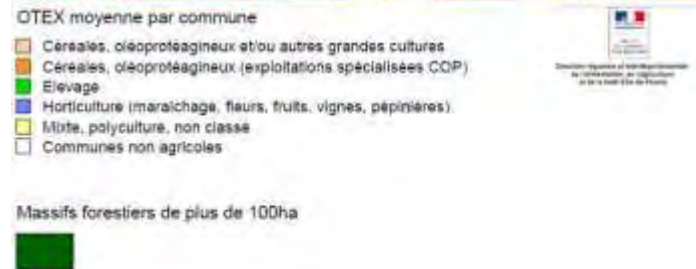 OTEX moyenne par commune
Céréales, oléoprotéagineux et/ou autres grandes cultures
Céréales, oléoprotéagineux (exploitations spécialisées COP)
Elevage
Horticulture (maraîchage, fleurs, fruits, vignes, pépinières)
Mixte, polyculture, non classé
Communes non agricoles
Massifs forestiers de plus de 100ha